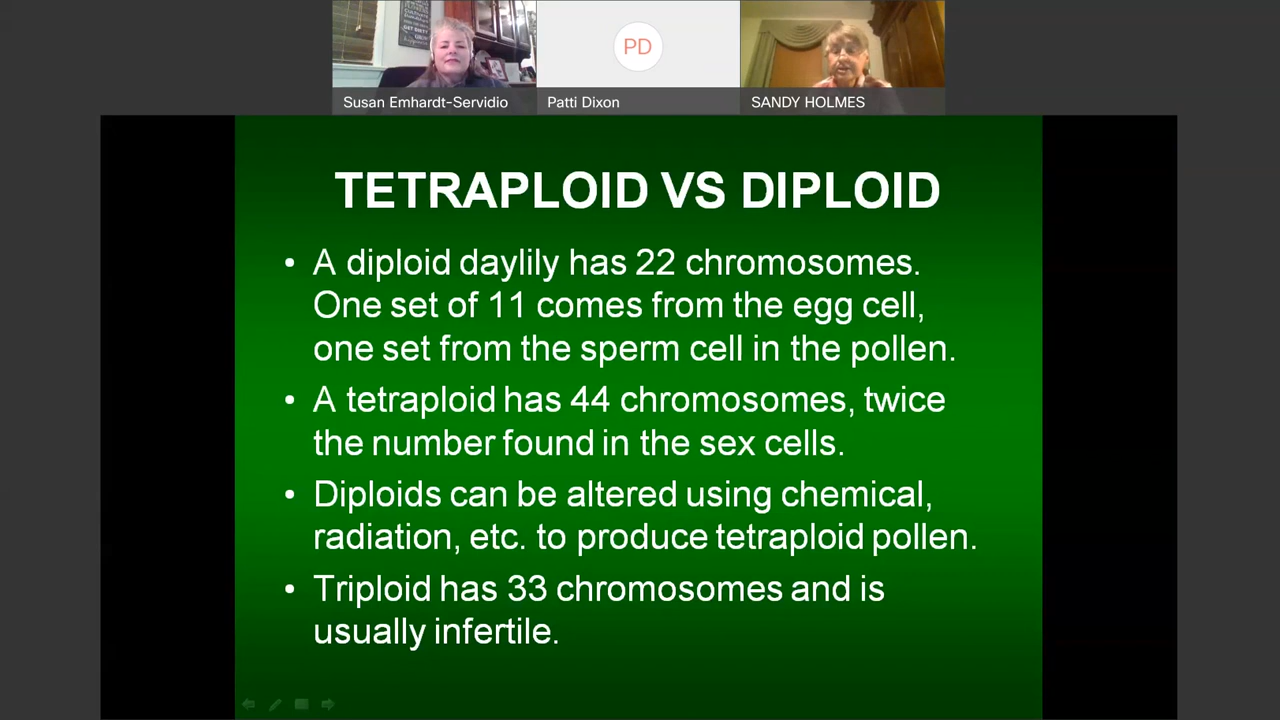 PD
Susan Emhardt-Servidio
Patti Dixon
SANDY HOLMES
TETRAPLOID VS DIPLOID
• A diploid daylily has 22 chromosomes.
One set of 11 comes from the egg cell,
one set from the sperm cell in the pollen.
• A tetraploid has 44 chromosomes, twice
the number found in the sex cells.
• Diploids can be altered using chemical,
radiation, etc. to produce tetraploid pollen.
• Triploid has 33 chromosomes and is
usually infertile.